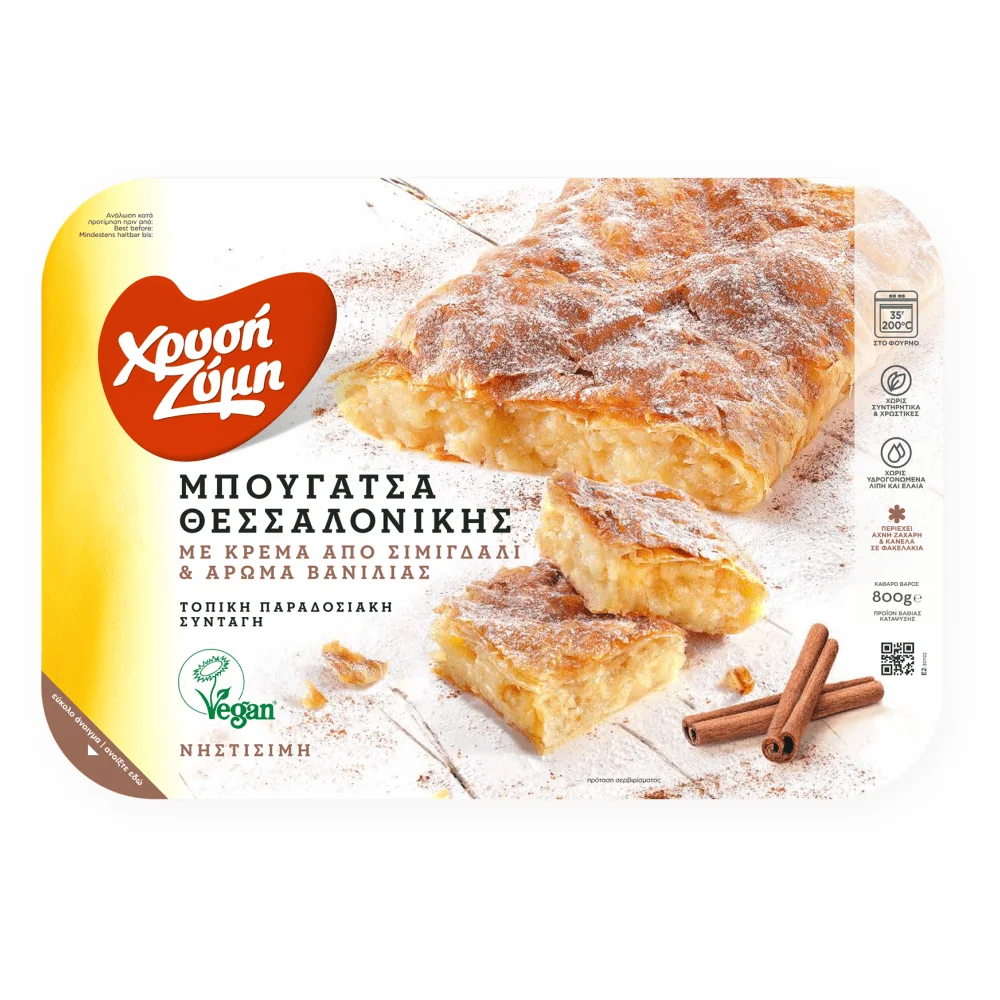 Ανάλωση κατά
προτίμηση πριν από:
Best before:
Mindestens haltbar bis:
Χρυσή
Ζύμη
ΜΠΟΥΓΑΤΣΑ
ΘΕΣΣΑΛΟΝΙΚΗΣ
ΜΕ ΚΡΕΜΑ ΑΠΟ ΣΙΜΙΓΔΑΛΙ
& ΑΡΩΜΑ ΒΑΝΙΛΙΑΣ
ΤΟΠΙΚΗ ΠΑΡΑΔΟΣΙΑΚΗ
ΣΥΝΤΑΓΗ
Vegan
ΝΗΣΤΙΣΙΜΗ
εύκολο άνοιγμα | ανοίξτε εδώ
35'
200°C
ΣΤΟ ΦΟΥΡΝΟ
ΧΩΡΙΣ
ΣΥΝΤΗΡΗΤΙΚΑ
& ΧΡΩΣΤΙΚΕΣ
ΧΩΡΙΣ
ΥΔΡΟΓΟΝΩΜΕΝΑ
ΛΙΠΗ ΚΑΙ ΕΛΑΙΑ
ΠΕΡΙΕΧΕΙ
ΑΧΝΗ ΖΑΧΑΡΗ
& ΚΑΝΕΛΑ
ΣΕ ΦΑΚΕΛΑΚΙΑ
ΚΑΘΑΡΟ ΒΑΡΟΣ
800g℮
ΠΡΟΪΟΝ ΒΑΘΙΑΣ
ΚΑΤΑΨΥΞΗΣ
πρόταση σερβιρίσματος